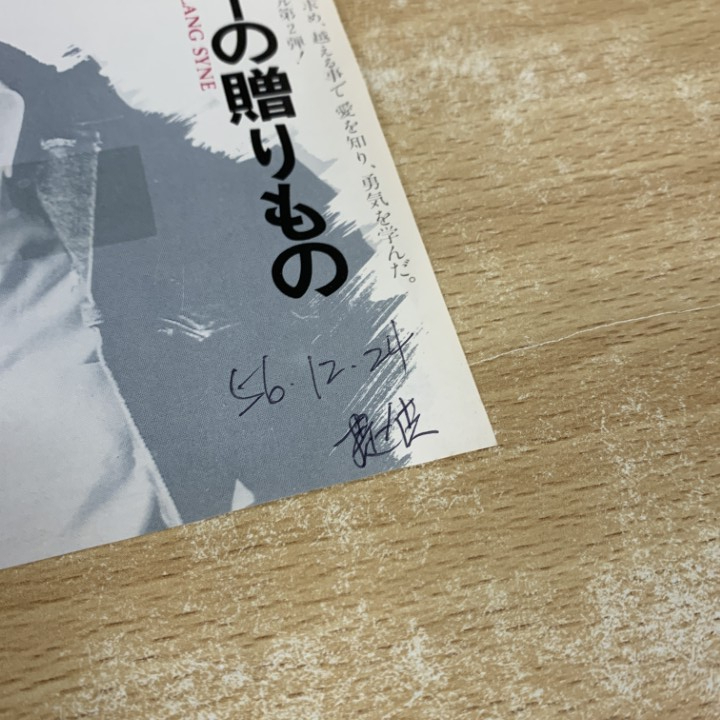 ーの贈りもの
LANG SYNE
求め、越える事で愛を知り、勇気を学んだ。
ル第2弾!
56.12.24